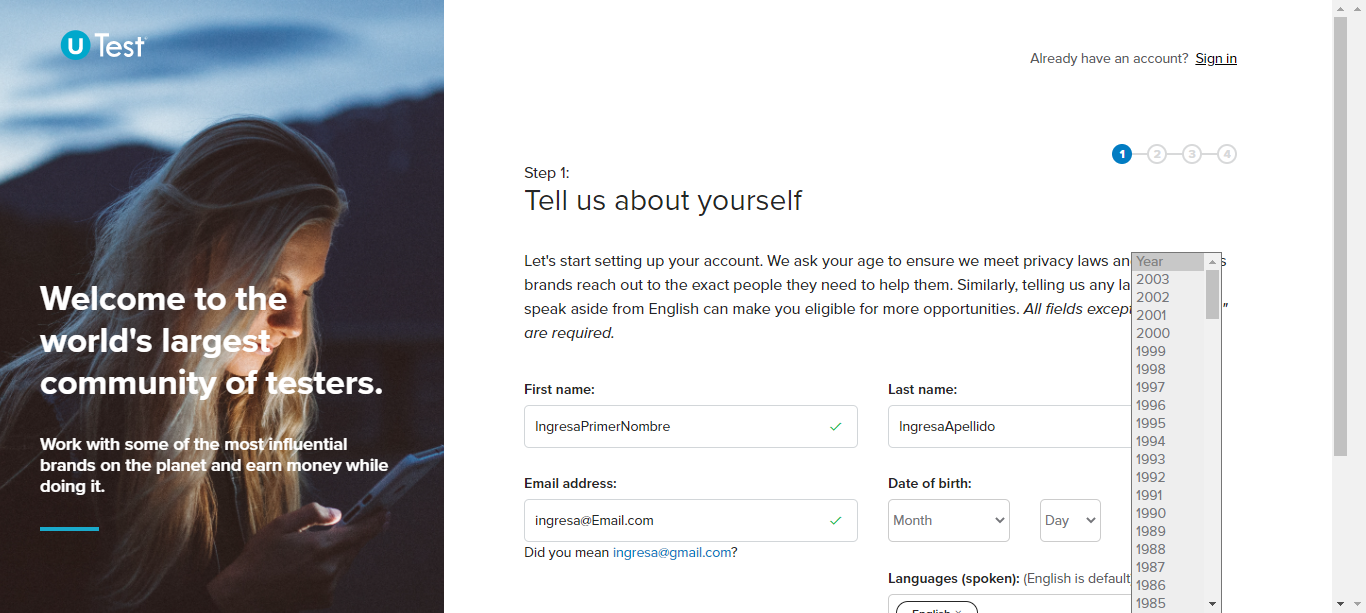 U Test
Welcome to the
world's largest
community of testers.
Work with some of the most influential
brands on the planet and earn money while
doing it.
Already have an account? Sign in
1 2 3 4
Step 1:
Tell us about yourself
Let's start setting up your account. We ask your age to ensure we meet privacy laws an
brands reach out to the exact people they need to help them. Similarly, telling us any la
speak aside from English can make you eligible for more opportunities. All fields except "
are required.
First name:
Last name:
IngresaPrimerNombre
IngresaApellido
Email address:
Date of birth:
ingresa@Email.com
Month
Day
Did you mean ingresa@gmail.com?
Languages (spoken): (English is default
English ×
Year
2003
2002
2001
2000
1999
1998
1997
1996
1995
1994
1993
1992
1991
1990
1989
1988
1987
1986
1985